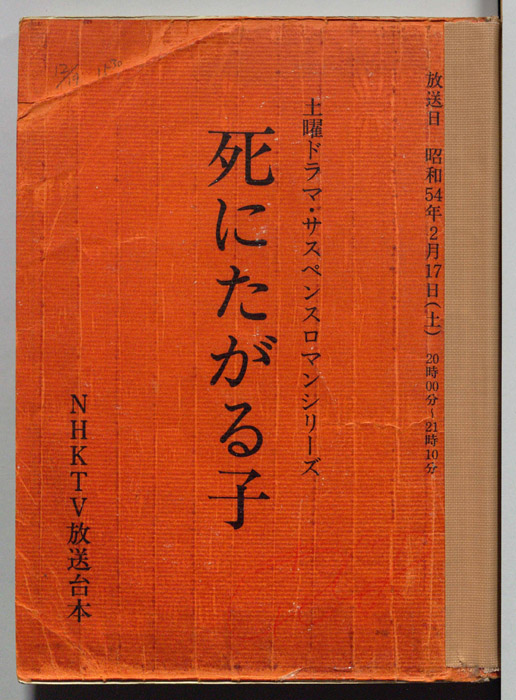 放送日 昭和54年2月17日(土) 20時00分~21時10分
土曜ドラマ・サスペンスロマンシリーズ
死にたがる子
NHKTV放送台本